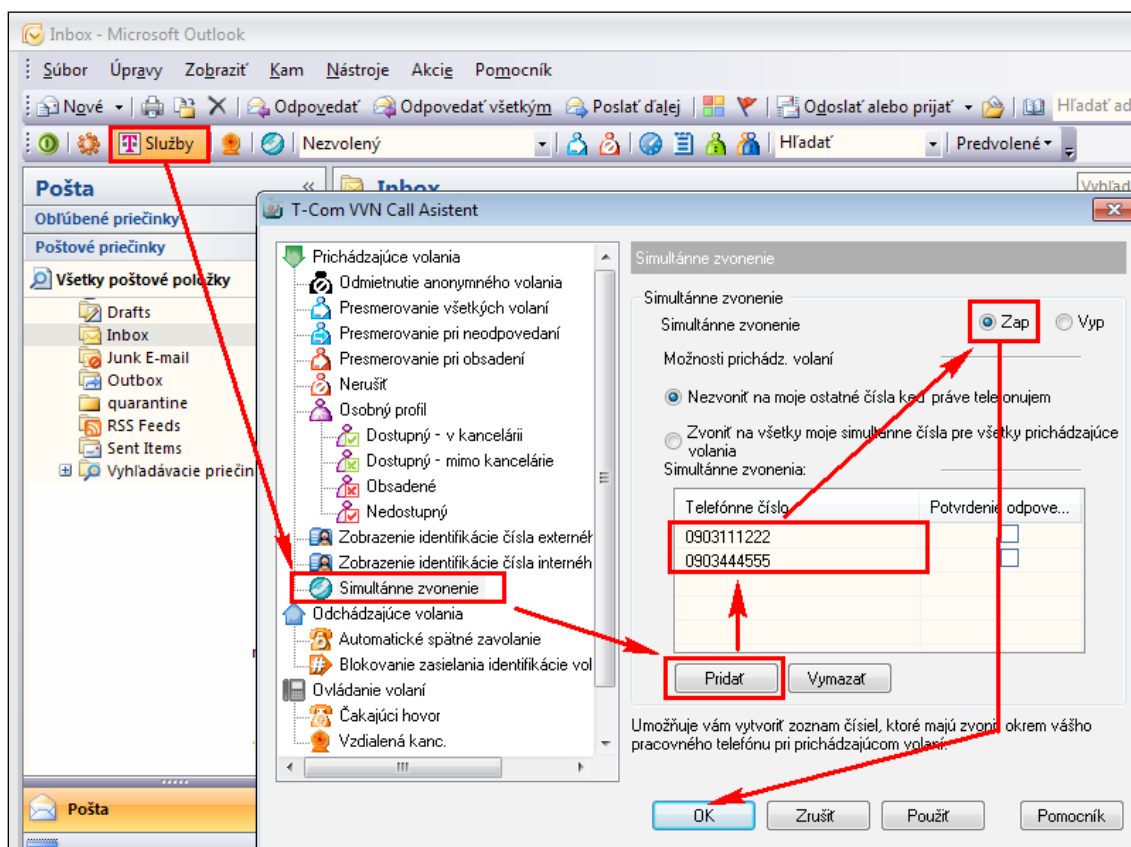 Inbox - Microsoft Outlook
Súbor Úpravy Zobraziť Kam Nástroje Akcie Pomocník
Nové Odpovedať Odpovedať všetkým Poslať ďalej Odoslať alebo prijať Hľadať ad
Služby Nezvolený Hľadať Predvolené
Pošta
Inbox
Obľúbené priečinky
Poštové priečinky
Všetky poštové položky
Drafts
Inbox
Junk E-mail
Outbox
quarantine
RSS Feeds
Sent Items
Vyhľadávacie priečin
Pošta
T-Com VVN Call Asistent
Prichádzajúce volania
Odmietnutie anonymného volania
Presmerovanie všetkých volaní
Presmerovanie pri neodpovedaní
Presmerovanie pri obsadení
Nerušiť
Osobný profil
Dostupný - v kancelárii
Dostupný - mimo kancelárie
Obsadené
Nedostupný
Zobrazenie identifikácie čísla externéh
Zobrazenie identifikácie čísla interného
Simultánne zvonenie
Odchádzajúce volania
Automatické spätné zavolanie
Blokovanie zasielania identifikácie vol
Ovládanie volaní
Čakajúci hovor
Vzdialená kanc.
Simultánne zvonenie
Simultánne zvonenie
Simultánne zvonenie Zap Vyp
Možnosti prichádz. volaní
Nezvoniť na moje ostatné čísla keď práve telefonujem
Zvoniť na všetky moje simultánne čísla pre všetky prichádzajúce
volania
Simultánne zvonenia:
Telefónne číslo Potvrdenie odpove...
0903111222
0903444555
Pridať Vymazať
Umožňuje vám vytvoriť zoznam čísiel, ktoré majú zvoniť okrem vášho
pracovného telefónu pri prichádzajúcom volaní.
OK Zrušiť Použiť Pomocník